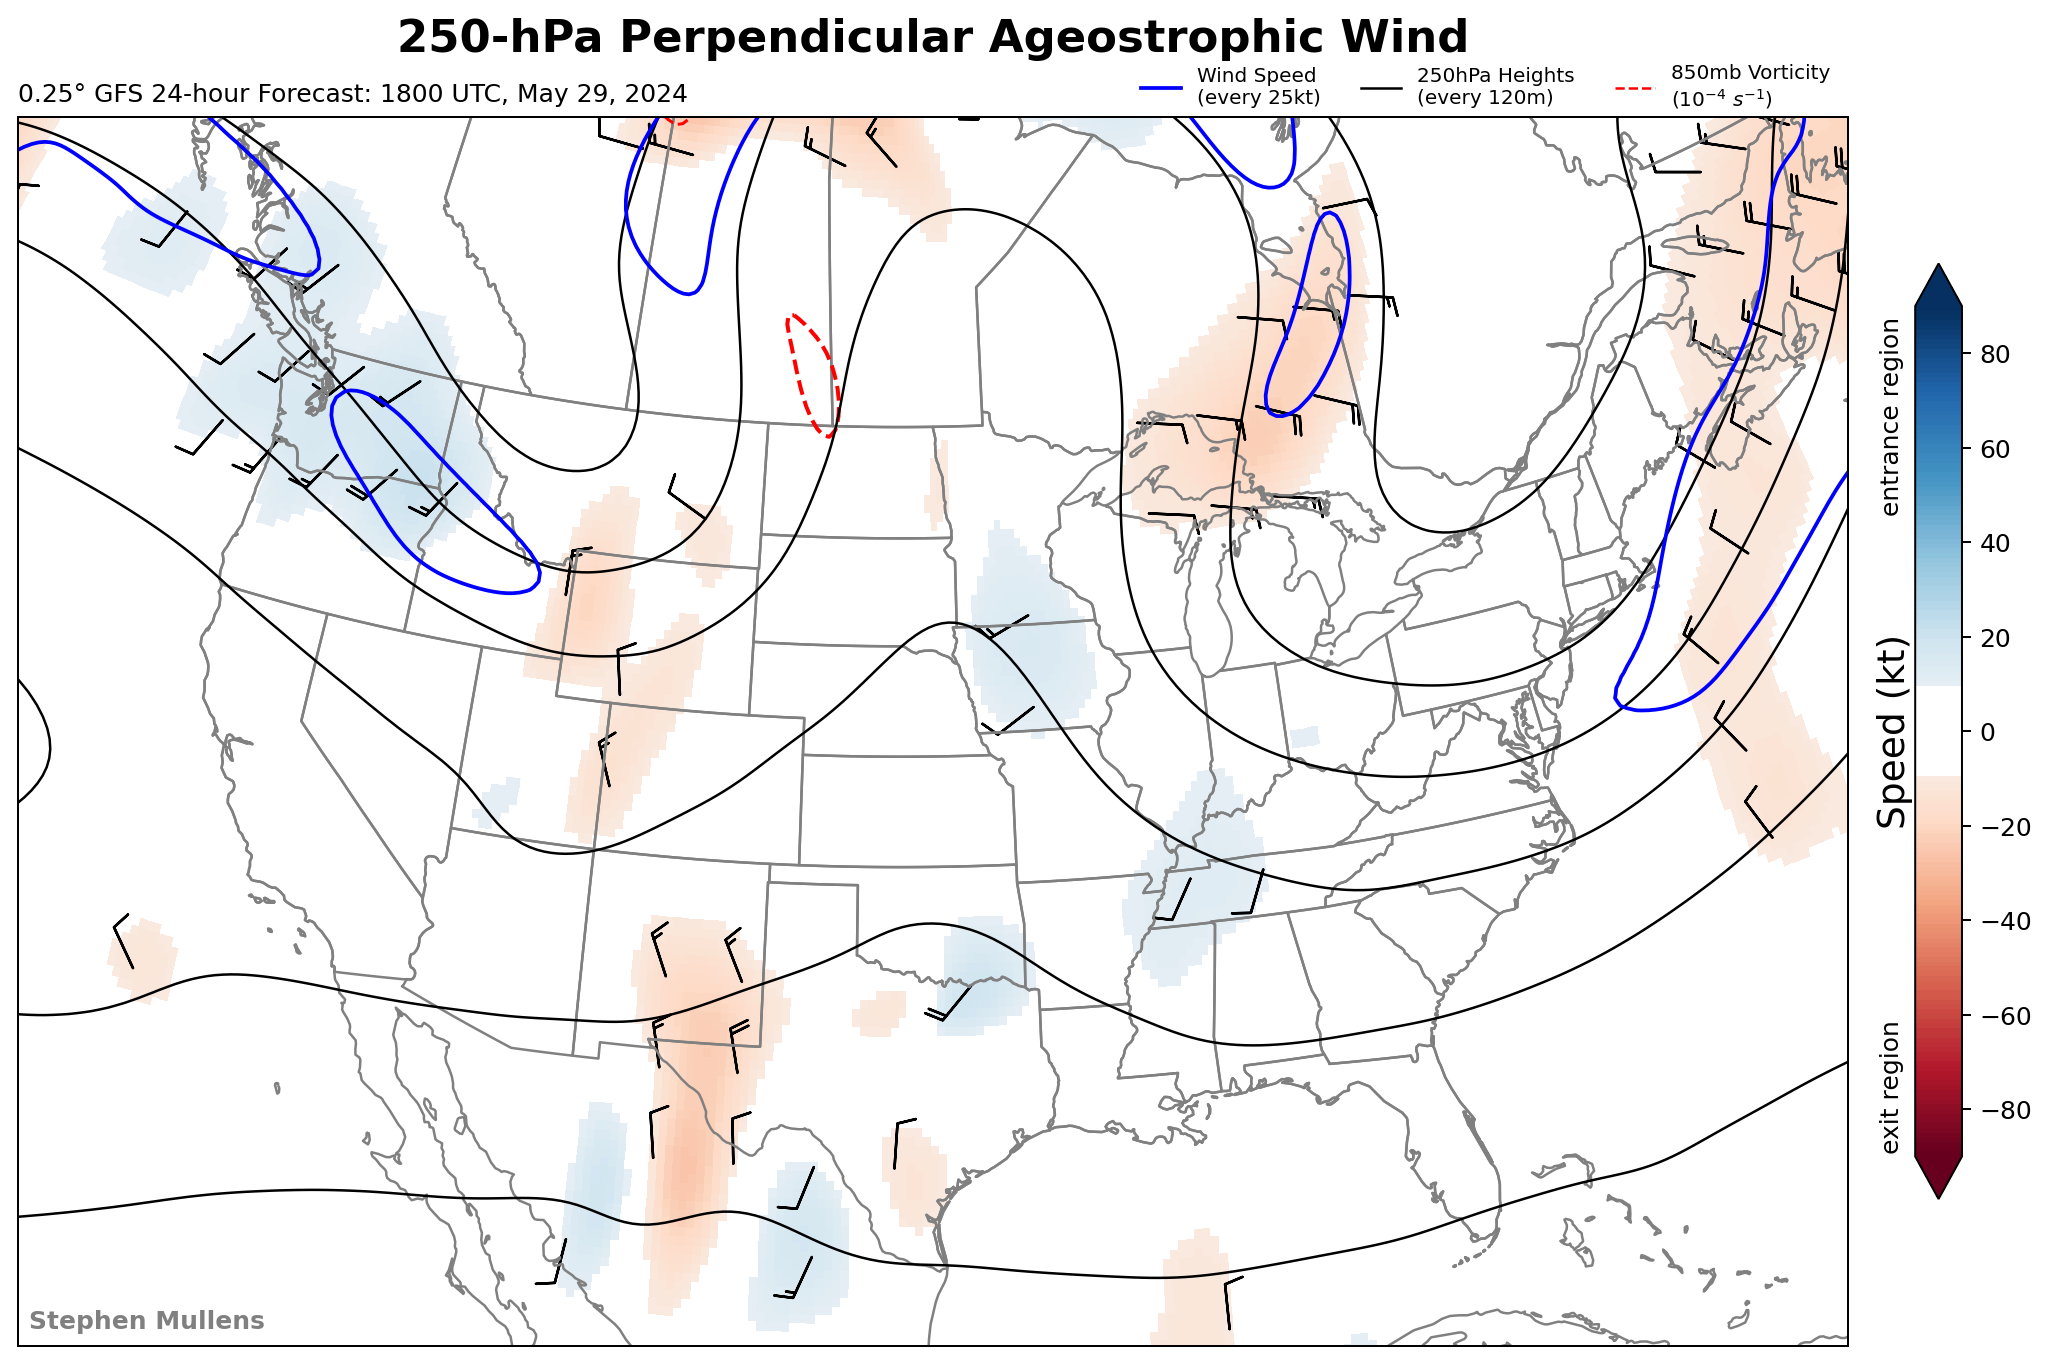 250-hPa Perpendicular Ageostrophic Wind
0.25° GFS 24-hour Forecast: 1800 UTC, May 29, 2024
Wind Speed
(every 25kt)
250hPa Heights
(every 120m)
850mb Vorticity
(10⁻⁴ s⁻¹)
entrance region
exit region
Speed (kt)
80
60
40
20
0
−20
−40
−60
−80
Stephen Mullens